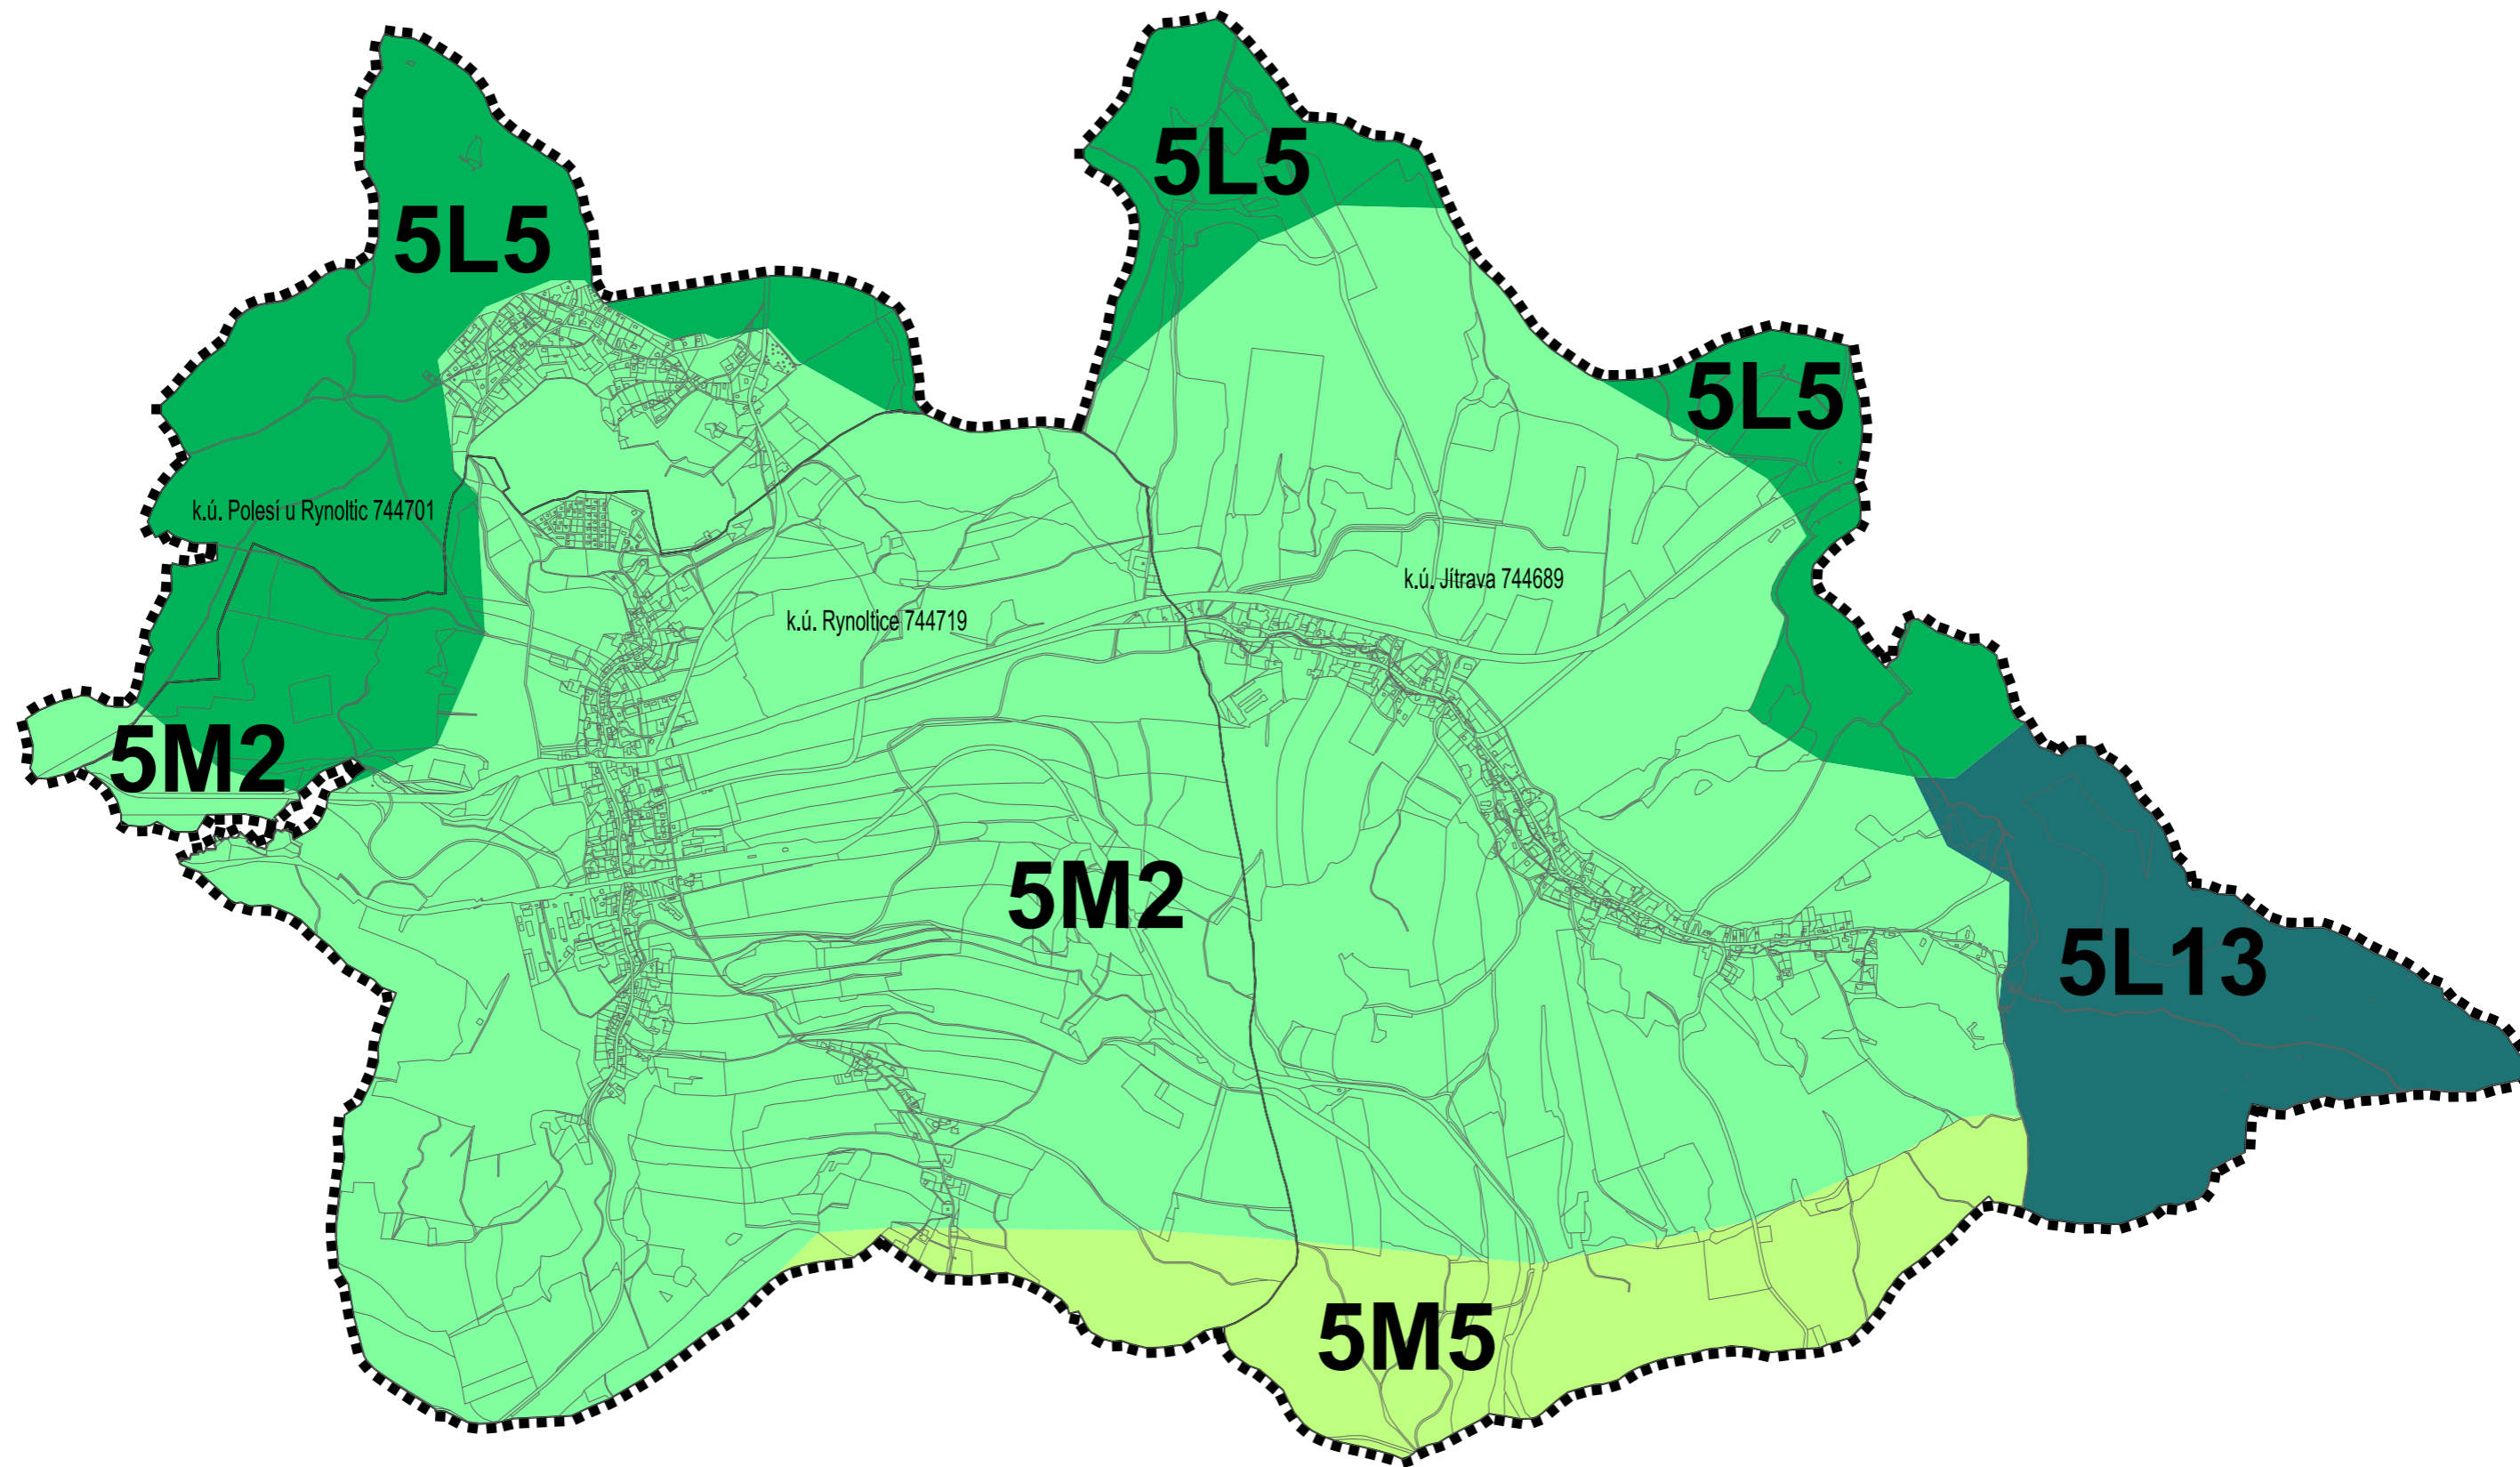 5L5
5L5
5L5
k.ú. Polesí u Rynoltic 744701
k.ú. Jítrava 744689
k.ú. Rynoltice 744719
5M2
5M2
5L13
5M5